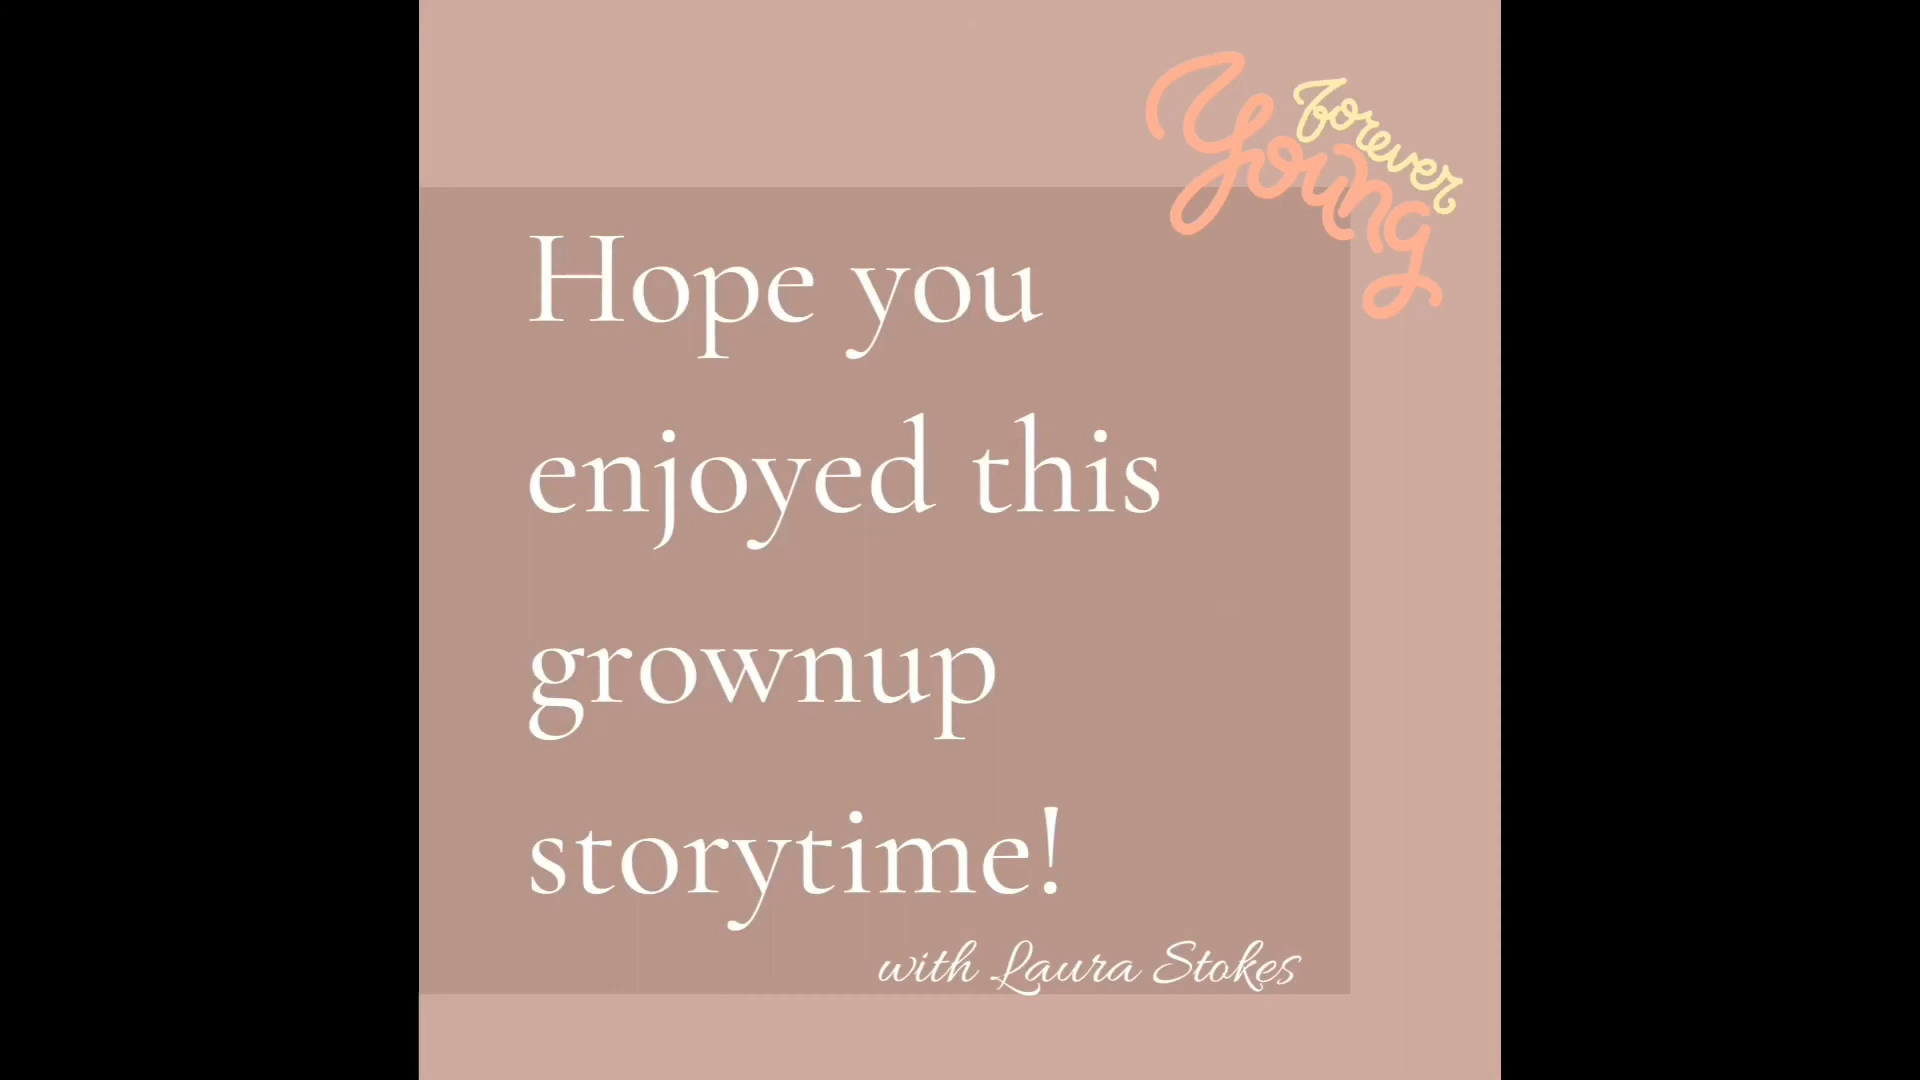 forever
Young
Hope you
enjoyed this
grownup
storytime!
with Laura Stokes